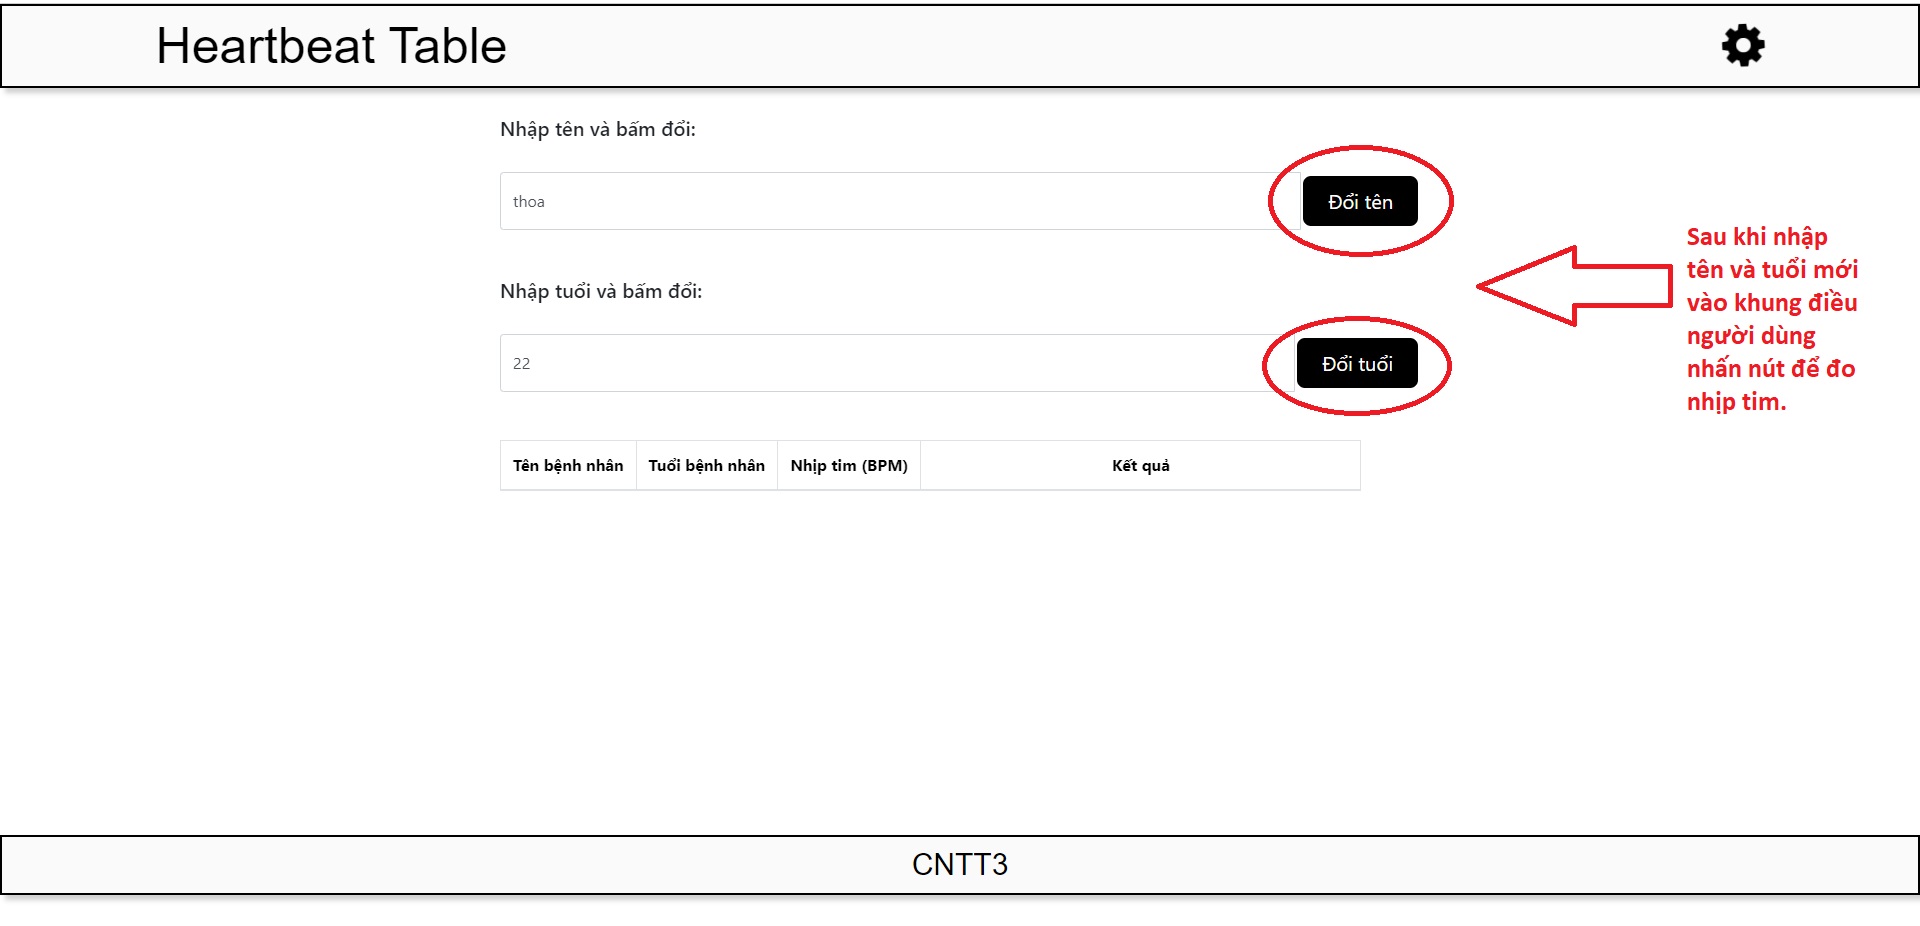 Heartbeat Table
Nhập tên và bấm đổi:
thoa
Đổi tên
Nhập tuổi và bấm đổi:
22
Đổi tuổi
Sau khi nhập
tên và tuổi mới
vào khung điều
người dùng
nhấn nút để đo
nhịp tim.
Tên bệnh nhân
Tuổi bệnh nhân
Nhịp tim (BPM)
Kết quả
CNTT3